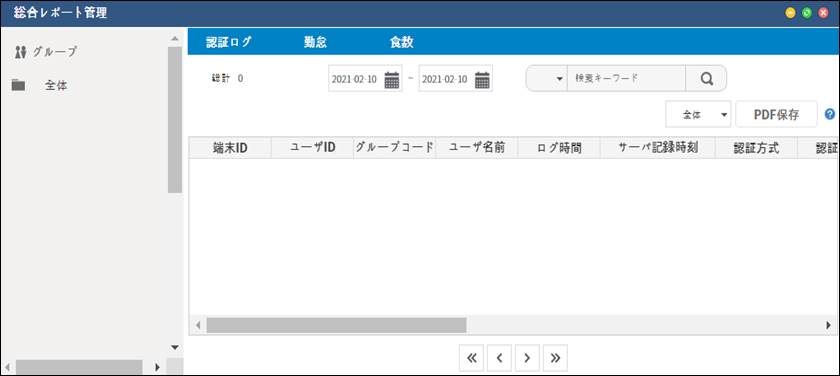 総合レポート管理
グループ
全体
認証ログ 勤怠 食数
総計 0 2021-02-10 ~ 2021-02-10 検索キーワード
全体 PDF保存 ?
端末ID ユーザID グループコード ユーザ名前 ログ時間 サーバ記録時刻 認証方式 認証